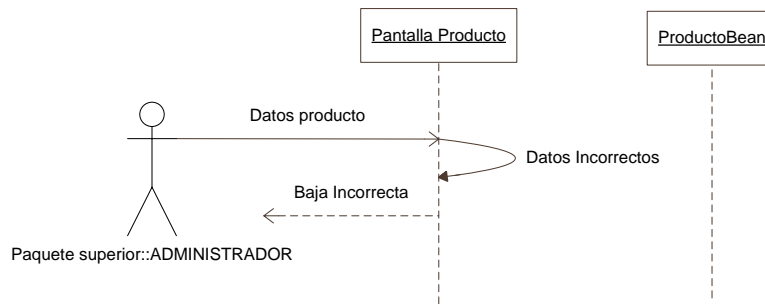 Pantalla Producto
ProductoBean
Datos producto
Datos Incorrectos
Baja Incorrecta
Paquete superior::ADMINISTRADOR